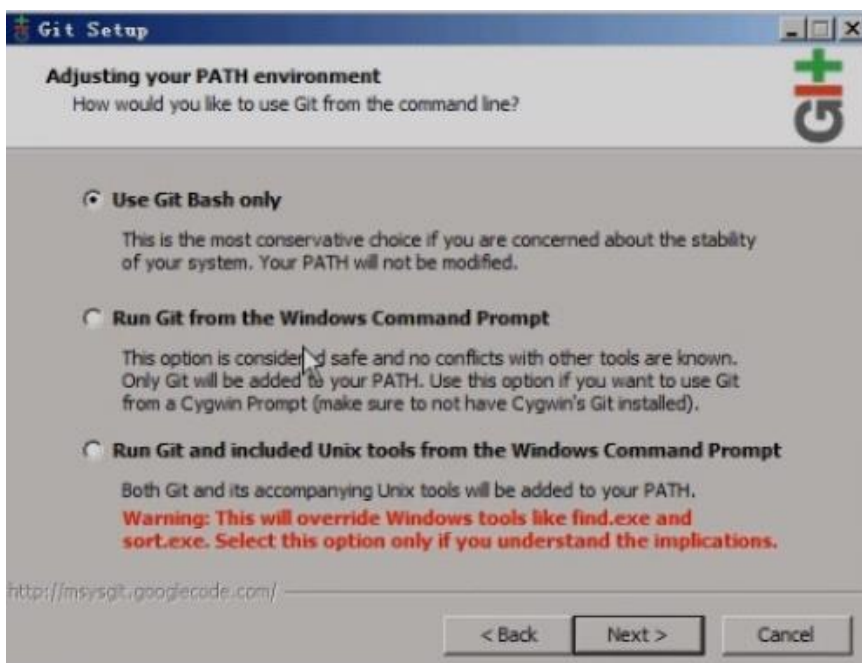 Git Setup
Adjusting your PATH environment
How would you like to use Git from the command line?
GIt
Use Git Bash only
This is the most conservative choice if you are concerned about the stability
of your system. Your PATH will not be modified.
Run Git from the Windows Command Prompt
This option is considered safe and no conflicts with other tools are known.
Only Git will be added to your PATH. Use this option if you want to use Git
from a Cygwin Prompt (make sure to not have Cygwin's Git installed).
Run Git and included Unix tools from the Windows Command Prompt
Both Git and its accompanying Unix tools will be added to your PATH.
Warning: This will override Windows tools like find.exe and
sort.exe. Select this option only if you understand the implications.
http://msysgit.googlecode.com/
< Back Next > Cancel